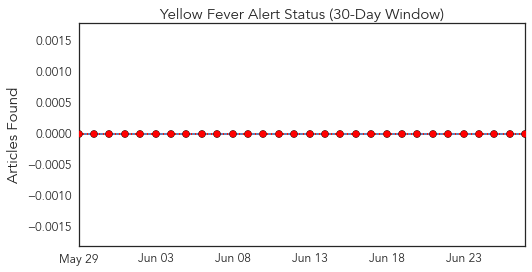 Yellow Fever Alert Status (30-Day Window)
Articles Found
0.0015
0.0010
0.0005
0.0000
−0.0005
−0.0010
−0.0015
May 29 Jun 03 Jun 08 Jun 13 Jun 18 Jun 23